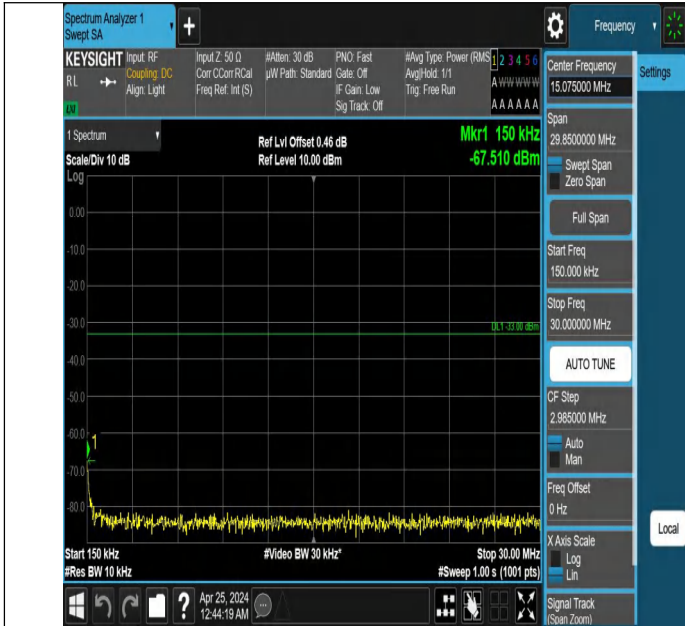 Spectrum Analyzer 1
Swept SA
+
Frequency
KEYSIGHT
RL
Input: RF
Coupling: DC
Align: Light
Input Z: 50 Ω
Corr CCorr RCal
Freq Ref: Int (S)
#Atten: 30 dB
µW Path: Standard
PNO: Fast
Gate: Off
IF Gain: Low
Sig Track: Off
#Avg Type: Power (RMS
Avg|Hold: 1/1
Trig: Free Run
1 2 3 4 5 6
A W W W W W
A A A A A A
1 Spectrum
Scale/Div 10 dB
Ref Lvl Offset 0.46 dB
Ref Level 10.00 dBm
Mkr1 150 kHz
-67.510 dBm
Log
0.00
-10.0
-20.0
-30.0
DL1 -33.00 dBm
-40.0
-50.0
-60.0
1
-70.0
-80.0
Start 150 kHz
#Res BW 10 kHz
#Video BW 30 kHz*
Stop 30.00 MHz
#Sweep 1.00 s (1001 pts)
?
Apr 25, 2024
12:44:19 AM
Center Frequency
15.075000 MHz
Span
29.8500000 MHz
Swept Span
Zero Span
Full Span
Start Freq
150.000 kHz
Stop Freq
30.000000 MHz
AUTO TUNE
CF Step
2.985000 MHz
Auto
Man
Freq Offset
0 Hz
X Axis Scale
Log
Lin
Signal Track
(Span Zoom)
Settings
Local